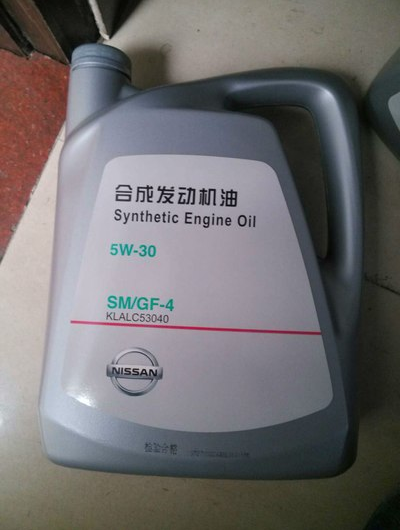 合成发动机油
Synthetic Engine Oil
5W-30
SM/GF-4
KLALC53040
NISSAN
检验合格